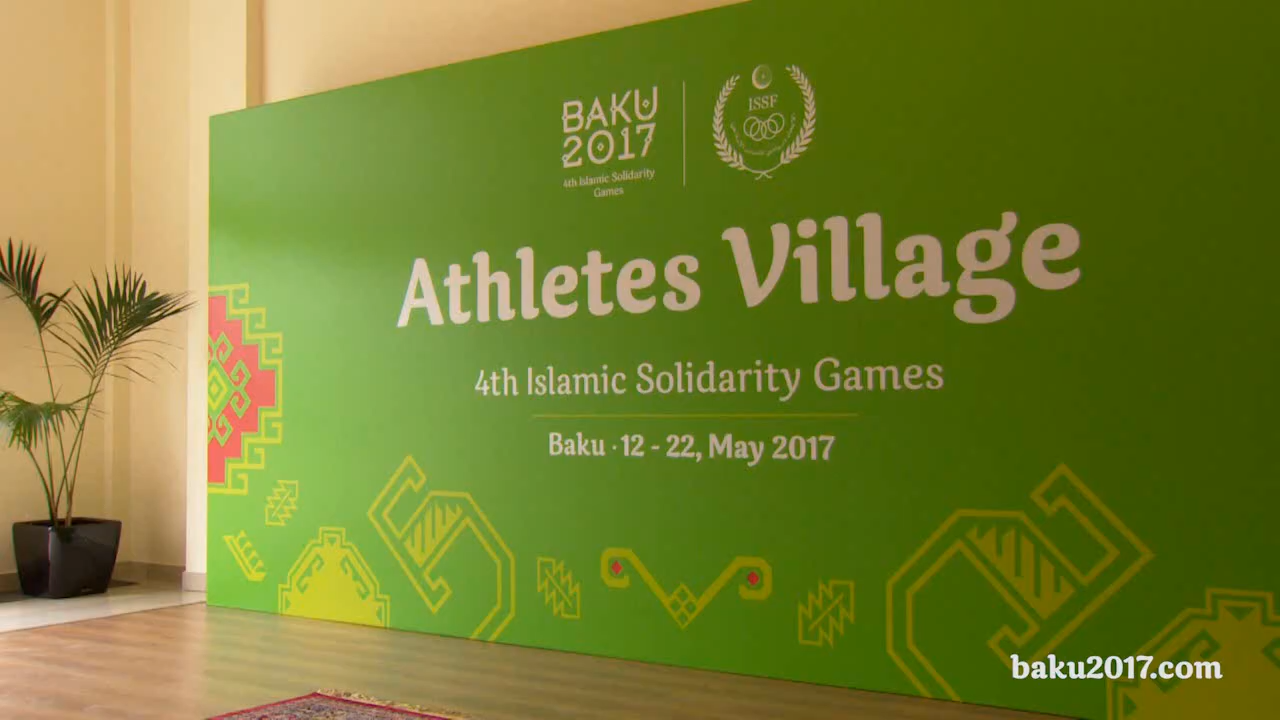 BAKU
2017
4th Islamic Solidarity
Games
ISSF
Athletes Village
4th Islamic Solidarity Games
Baku · 12 - 22, May 2017
baku2017.com